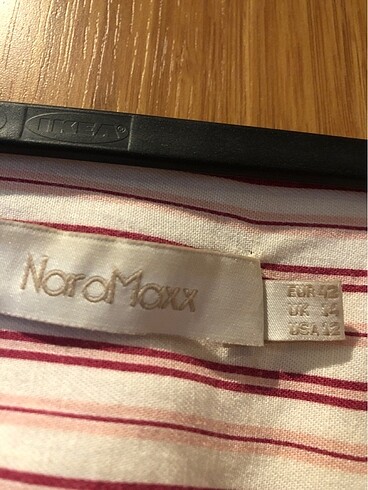 IKEA®
NaraMaxx
EUR 42
UK 14
USA 12